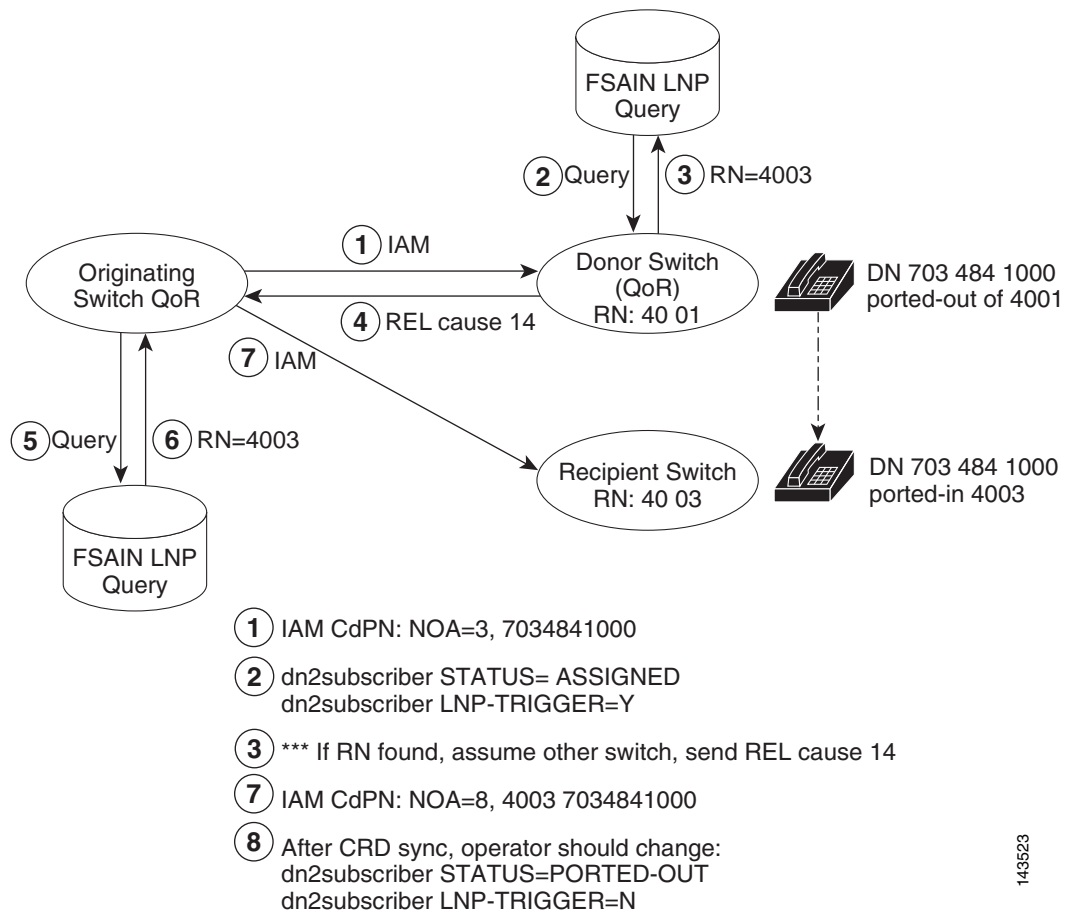 FSAIN LNP
Query
2 Query
3 RN=4003
1 IAM
Originating
Switch QoR
Donor Switch
(QoR)
RN: 40 01
DN 703 484 1000
ported-out of 4001
4 REL cause 14
7 IAM
5 Query
6 RN=4003
Recipient Switch
RN: 40 03
DN 703 484 1000
ported-in 4003
FSAIN LNP
Query
1 IAM CdPN: NOA=3, 7034841000
2 dn2subscriber STATUS= ASSIGNED
dn2subscriber LNP-TRIGGER=Y
3 *** If RN found, assume other switch, send REL cause 14
7 IAM CdPN: NOA=8, 4003 7034841000
8 After CRD sync, operator should change:
dn2subscriber STATUS=PORTED-OUT
dn2subscriber LNP-TRIGGER=N
143523